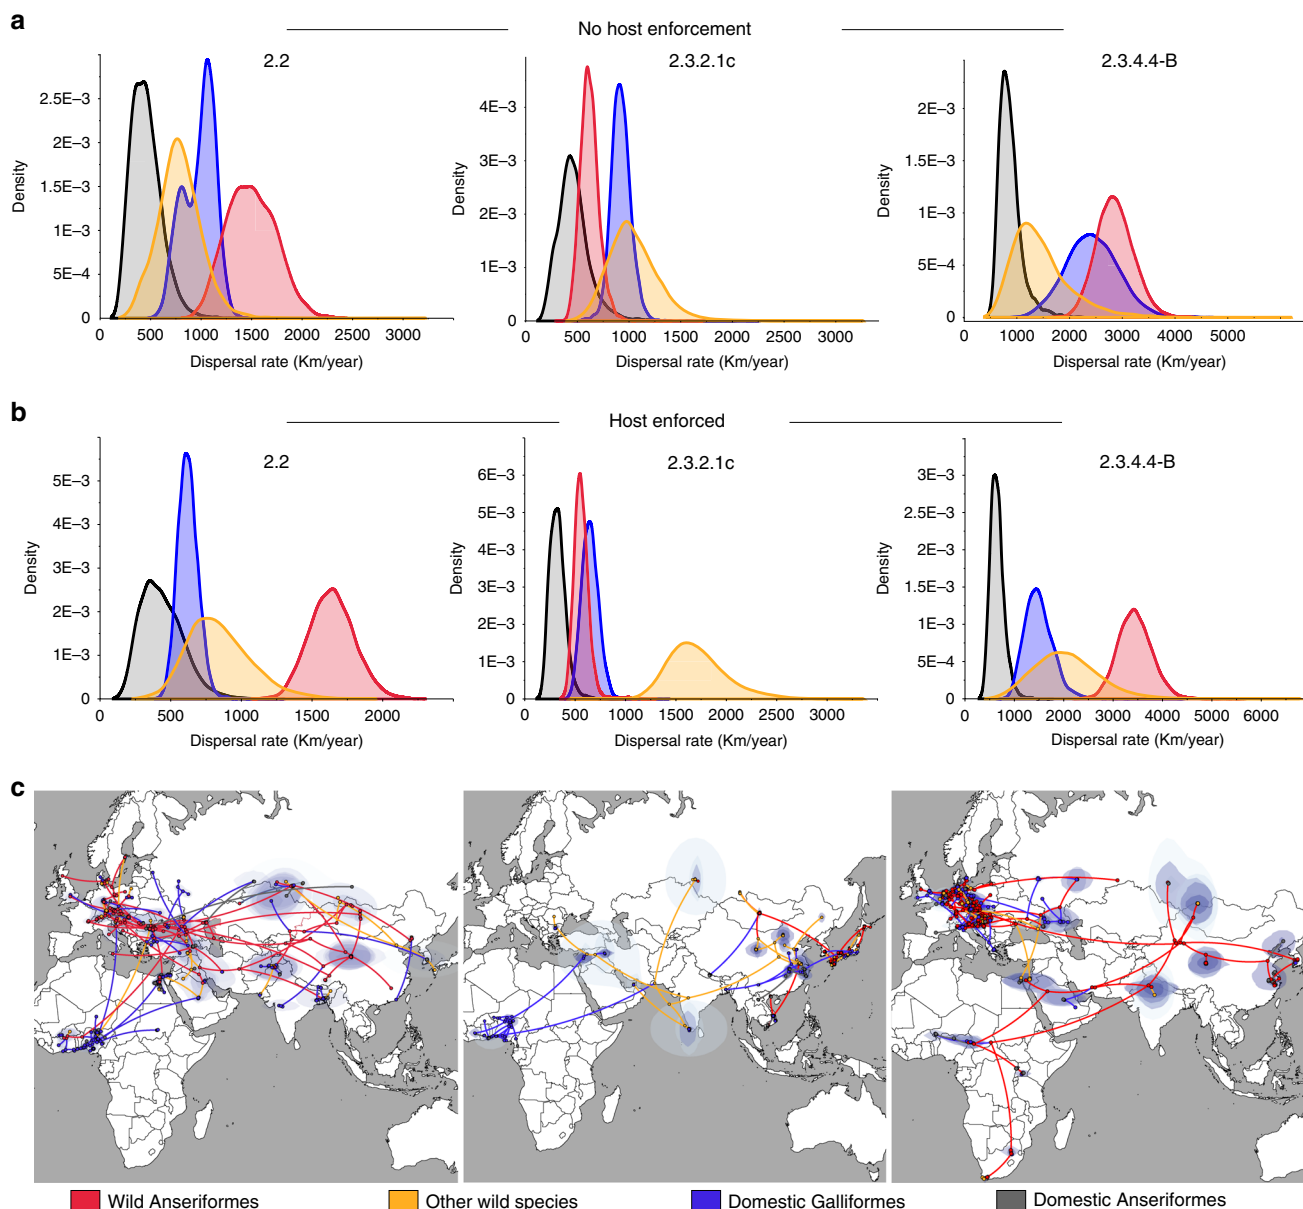 a
No host enforcement
2.2
2.3.2.1c
2.3.4.4-B
Density
2.5E−3
2E−3
1.5E−3
1E−3
5E−4
0
0 500 1000 1500 2000 2500 3000
Dispersal rate (Km/year)
Density
4E−3
3E−3
2E−3
1E−3
0
0 500 1000 1500 2000 2500 3000
Dispersal rate (Km/year)
Density
2E−3
1.5E−3
1E−3
5E−4
0
0 1000 2000 3000 4000 5000
Dispersal rate (Km/year)
b
Host enforced
2.2
2.3.2.1c
2.3.4.4-B
Density
5E−3
4E−3
3E−3
2E−3
1E−3
0
0 500 1000 1500 2000
Dispersal rate (Km/year)
Density
6E−3
5E−3
4E−3
3E−3
2E−3
1E−3
0
0 500 1000 1500 2000 2500 3000
Dispersal rate (Km/year)
Density
3E−3
2.5E−3
2E−3
1.5E−3
1E−3
5E−4
0
0 1000 2000 3000 4000 5000 6000
Dispersal rate (Km/year)
c
Wild Anseriformes
Other wild species
Domestic Galliformes
Domestic Anseriformes